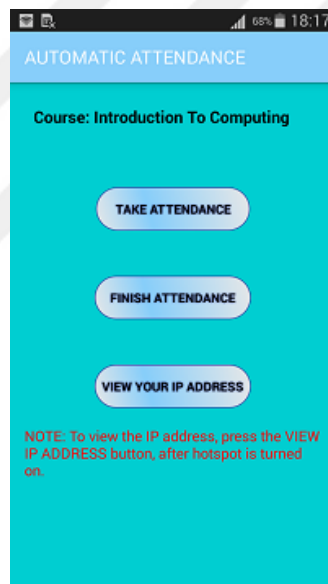 68% 18:17
AUTOMATIC ATTENDANCE
Course: Introduction To Computing
TAKE ATTENDANCE
FINISH ATTENDANCE
VIEW YOUR IP ADDRESS
NOTE: To view the IP address, press the VIEW
IP ADDRESS button, after hotspot is turned
on.